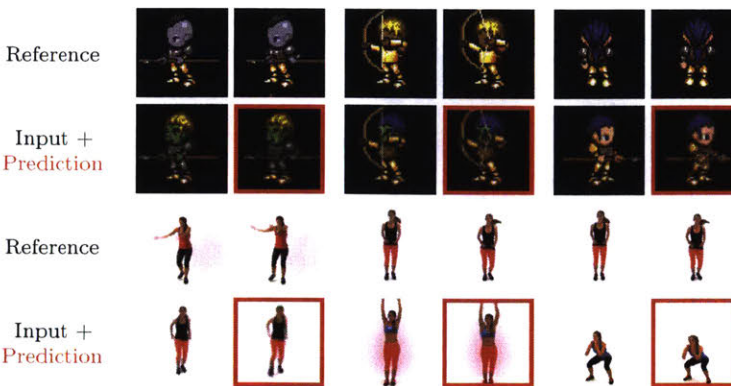 Reference
Input +
Prediction
Reference
Input +
Prediction